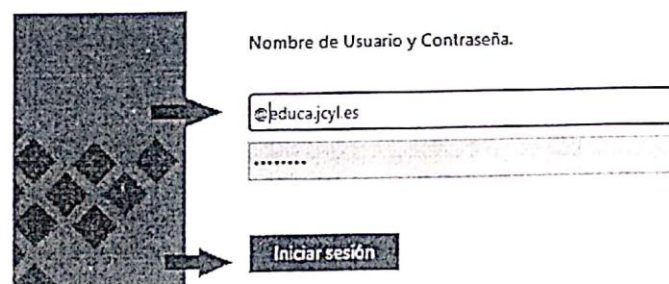 Nombre de Usuario y Contraseña.
@educa.jcyl.es
........
Iniciar sesión